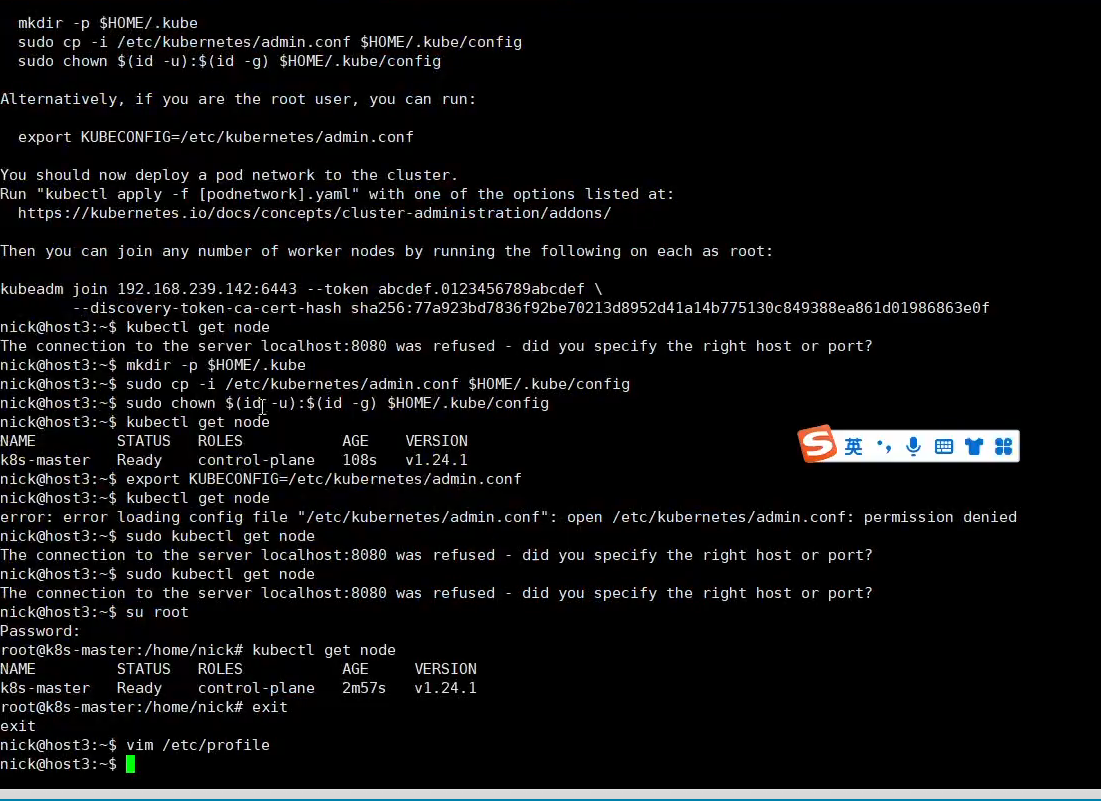 mkdir -p $HOME/.kube
sudo cp -i /etc/kubernetes/admin.conf $HOME/.kube/config
sudo chown $(id -u):$(id -g) $HOME/.kube/config
Alternatively, if you are the root user, you can run:
export KUBECONFIG=/etc/kubernetes/admin.conf
You should now deploy a pod network to the cluster.
Run "kubectl apply -f [podnetwork].yaml" with one of the options listed at:
https://kubernetes.io/docs/concepts/cluster-administration/addons/
Then you can join any number of worker nodes by running the following on each as root:
kubeadm join 192.168.239.142:6443 --token abcdef.0123456789abcdef \
--discovery-token-ca-cert-hash sha256:77a923bd7836f92be70213d8952d41a14b775130c849388ea861d01986863e0f
nick@host3:~$ kubectl get node
The connection to the server localhost:8080 was refused - did you specify the right host or port?
nick@host3:~$ mkdir -p $HOME/.kube
nick@host3:~$ sudo cp -i /etc/kubernetes/admin.conf $HOME/.kube/config
nick@host3:~$ sudo chown $(id -u):$(id -g) $HOME/.kube/config
nick@host3:~$ kubectl get node
NAME STATUS ROLES AGE VERSION
k8s-master Ready control-plane 108s v1.24.1
英
nick@host3:~$ export KUBECONFIG=/etc/kubernetes/admin.conf
nick@host3:~$ kubectl get node
error: error loading config file "/etc/kubernetes/admin.conf": open /etc/kubernetes/admin.conf: permission denied
nick@host3:~$ sudo kubectl get node
The connection to the server localhost:8080 was refused - did you specify the right host or port?
nick@host3:~$ sudo kubectl get node
The connection to the server localhost:8080 was refused - did you specify the right host or port?
nick@host3:~$ su root
Password:
root@k8s-master:/home/nick# kubectl get node
NAME STATUS ROLES AGE VERSION
k8s-master Ready control-plane 2m57s v1.24.1
root@k8s-master:/home/nick# exit
exit
nick@host3:~$ vim /etc/profile
nick@host3:~$